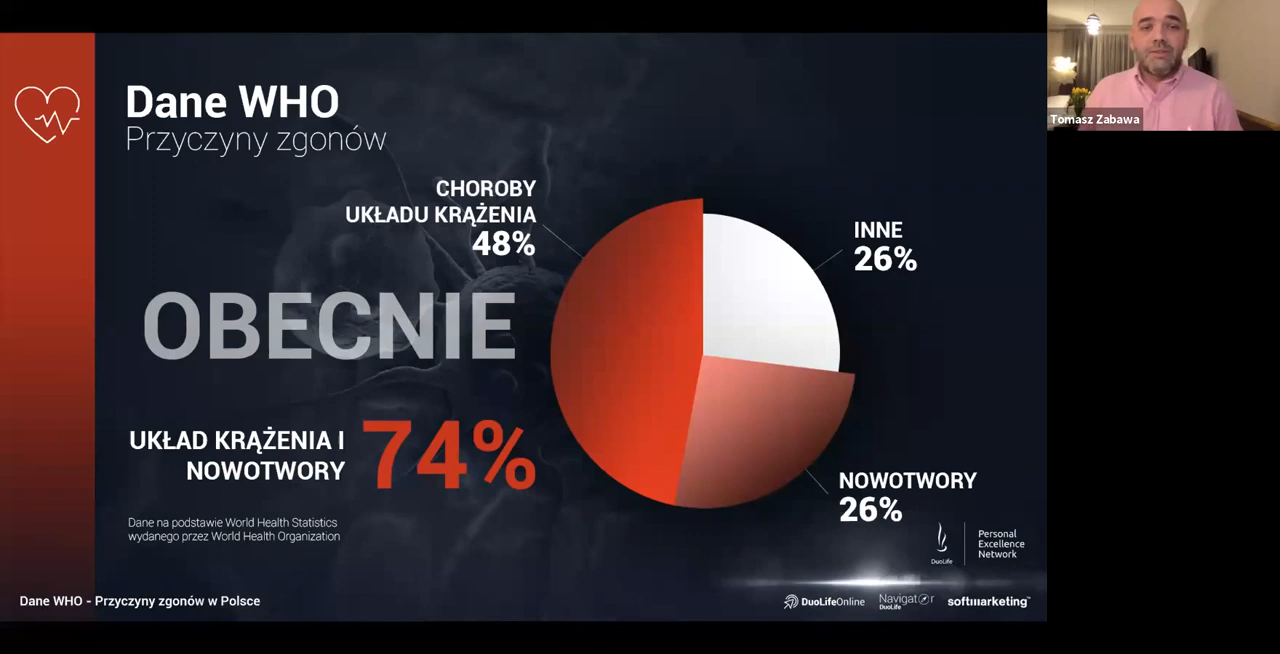 Dane WHO
Przyczyny zgonów
CHOROBY
UKŁADU KRĄŻENIA
48%
INNE
26%
OBECNIE
UKŁAD KRĄŻENIA I
NOWOTWORY
74%
NOWOTWORY
26%
Dane na podstawie World Health Statistics
wydanego przez World Health Organization
DuoLife
Personal
Excellence
Network
Dane WHO - Przyczyny zgonów w Polsce
DuoLifeOnline
Navigator
DuoLife
softmarketing™
Tomasz Zabawa